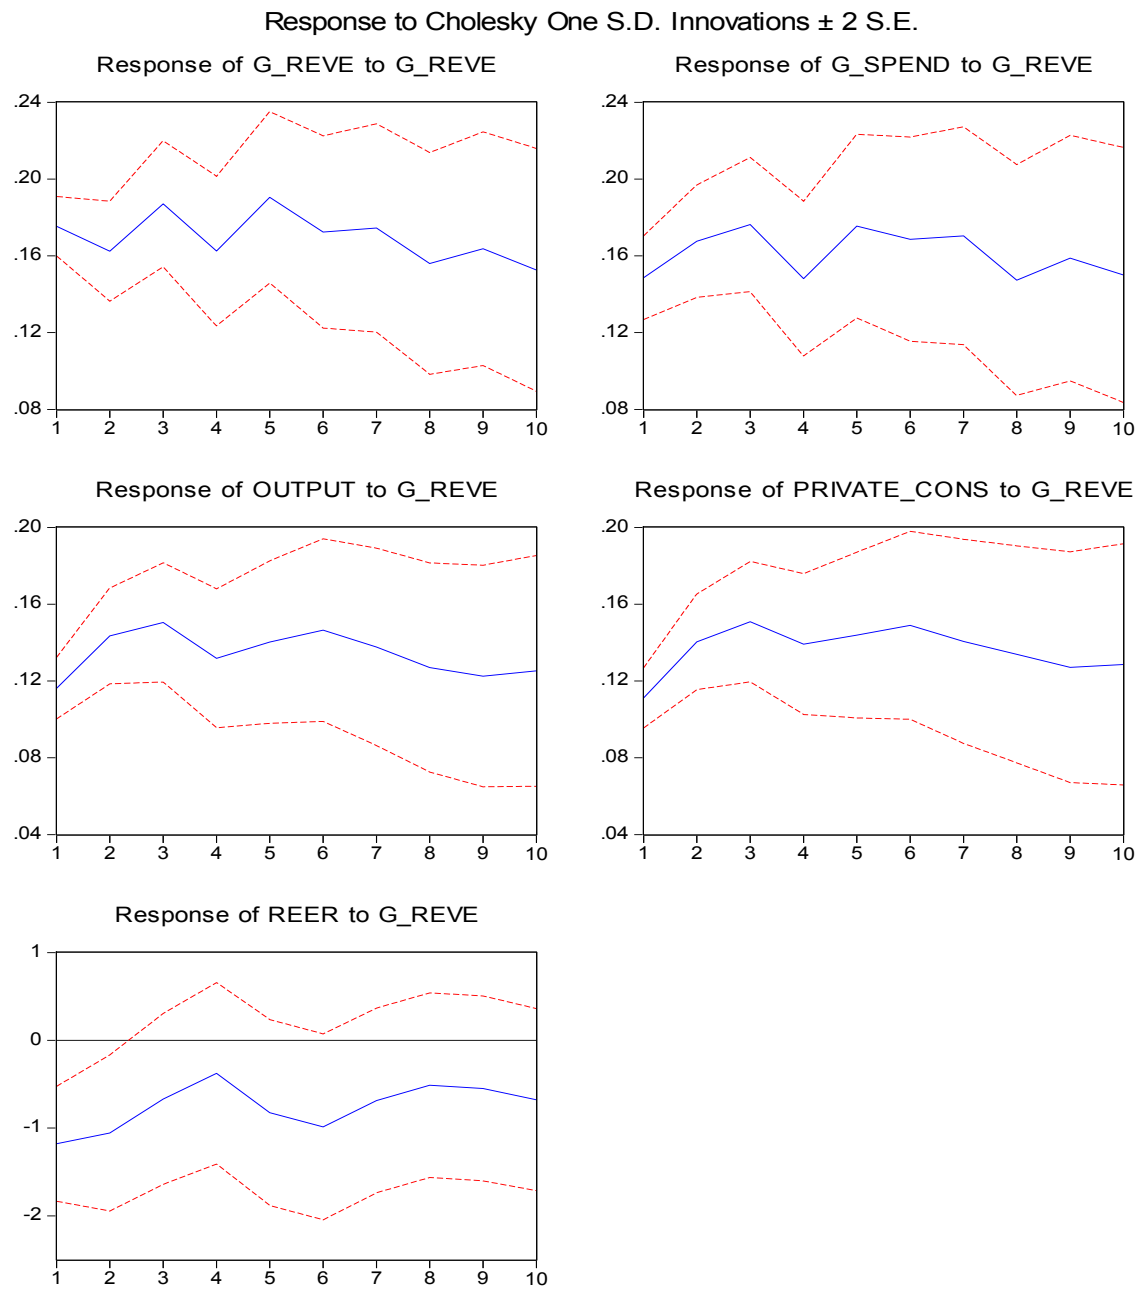 Response to Cholesky One S.D. Innovations ± 2 S.E.
Response of G_REVE to G_REVE
.24
.20
.16
.12
.08
1 2 3 4 5 6 7 8 9 10
Response of G_SPEND to G_REVE
.24
.20
.16
.12
.08
1 2 3 4 5 6 7 8 9 10
Response of OUTPUT to G_REVE
.20
.16
.12
.08
.04
1 2 3 4 5 6 7 8 9 10
Response of PRIVATE_CONS to G_REVE
.20
.16
.12
.08
.04
1 2 3 4 5 6 7 8 9 10
Response of REER to G_REVE
1
0
-1
-2
1 2 3 4 5 6 7 8 9 10